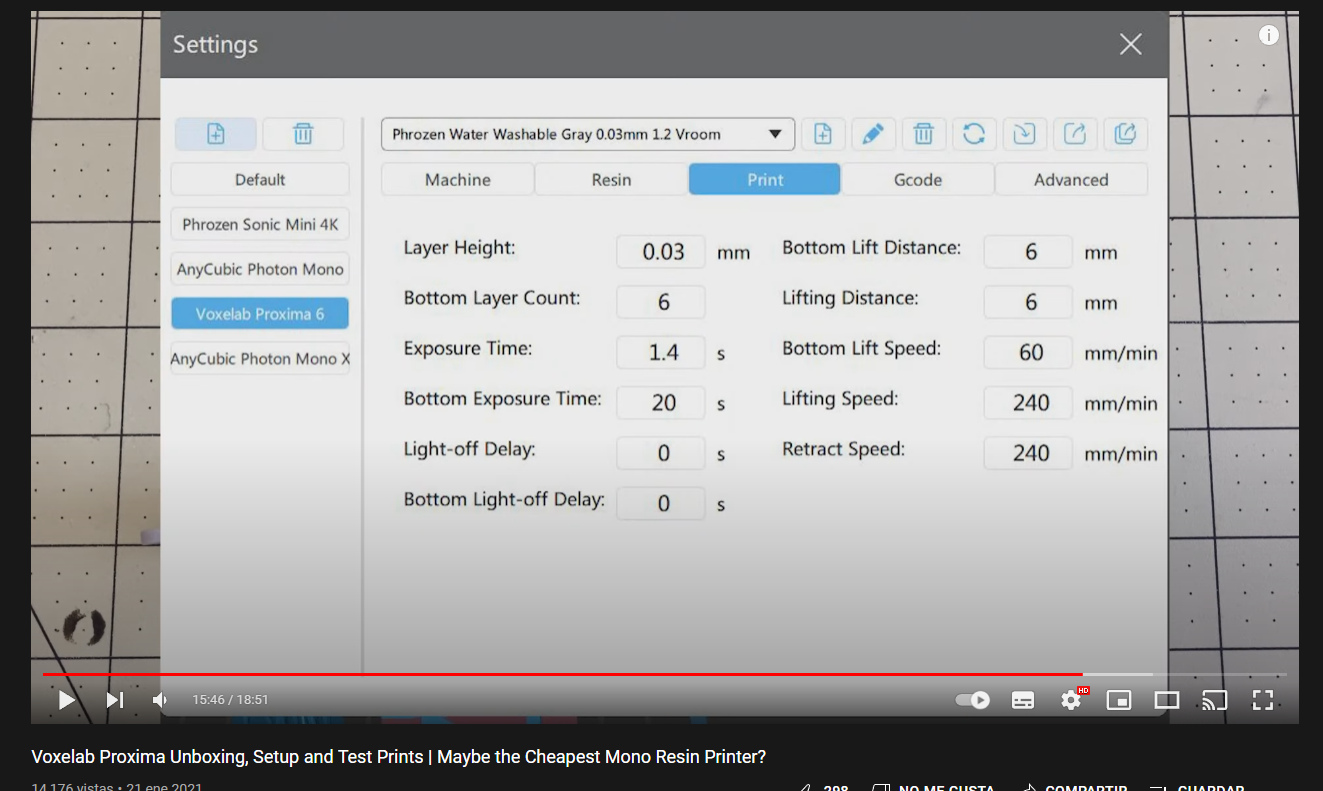 Settings
Phrozen Water Washable Gray 0.03mm 1.2 Vroom
Default
Phrozen Sonic Mini 4K
AnyCubic Photon Mono
Voxelab Proxima 6
AnyCubic Photon Mono X
Machine
Resin
Print
Gcode
Advanced
Layer Height: 0.03 mm
Bottom Layer Count: 6
Exposure Time: 1.4 s
Bottom Exposure Time: 20 s
Light-off Delay: 0 s
Bottom Light-off Delay: 0 s
Bottom Lift Distance: 6 mm
Lifting Distance: 6 mm
Bottom Lift Speed: 60 mm/min
Lifting Speed: 240 mm/min
Retract Speed: 240 mm/min
15:46 / 18:51
HD
Voxelab Proxima Unboxing, Setup and Test Prints | Maybe the Cheapest Mono Resin Printer?
14.176 vistas • 21 ene 2021
298
NO ME GUSTA
COMPARTIR
GUARDAR